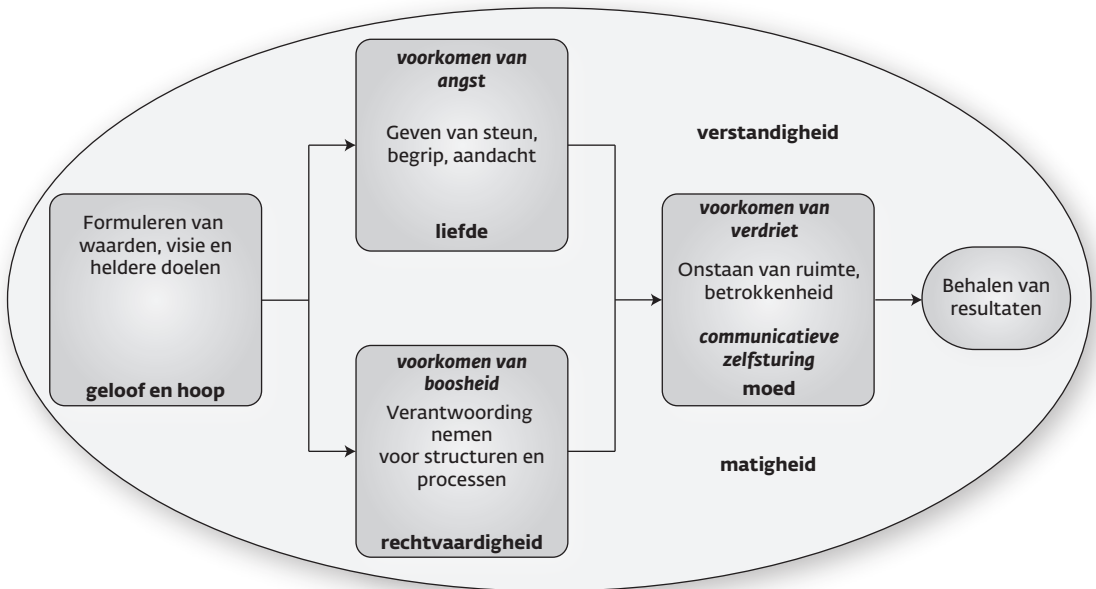 Formuleren van
waarden, visie en
heldere doelen
geloof en hoop
voorkomen van
angst
Geven van steun,
begrip, aandacht
liefde
voorkomen van
boosheid
Verantwoording
nemen
voor structuren en
processen
rechtvaardigheid
verstandigheid
voorkomen van
verdriet
Onstaan van ruimte,
betrokkenheid
communicatieve
zelfsturing
moed
matigheid
Behalen van
resultaten